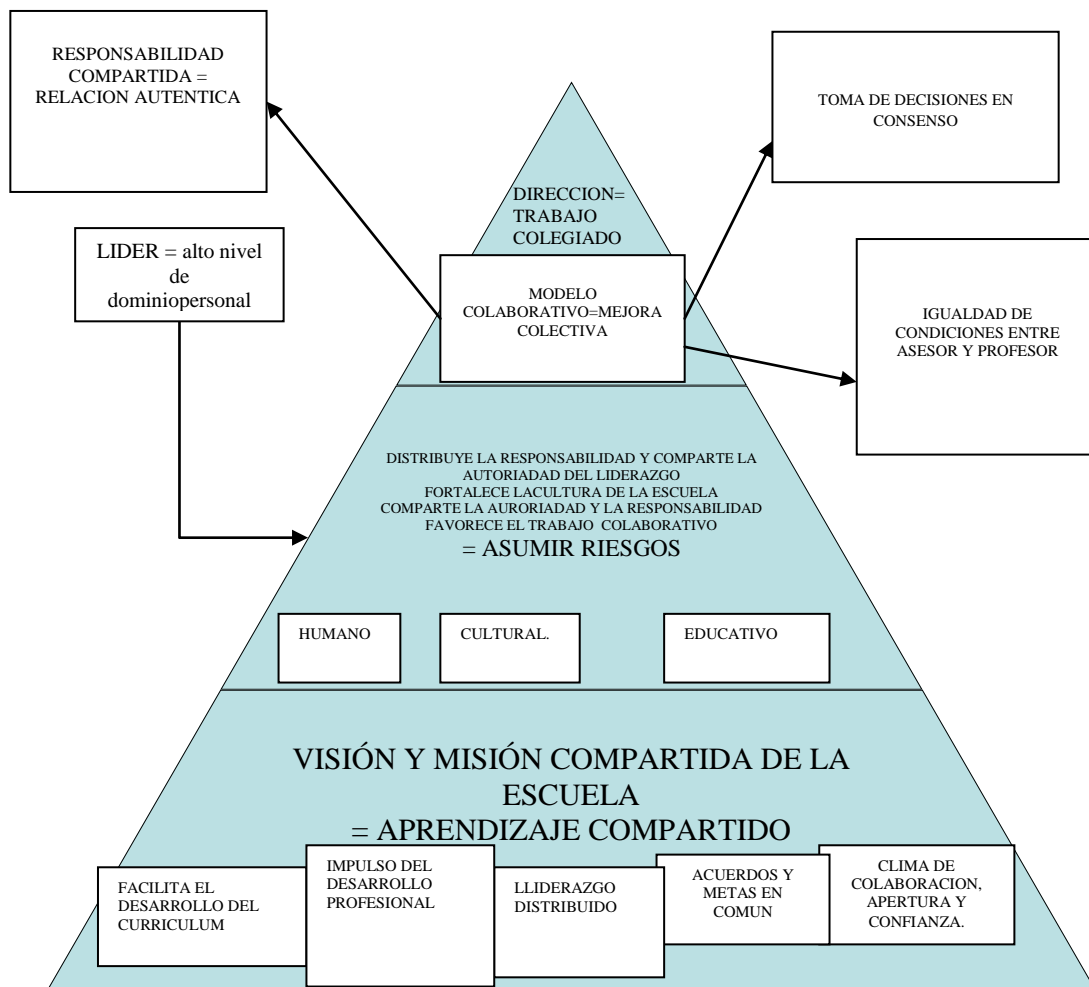 RESPONSABILIDAD
COMPARTIDA =
RELACION AUTENTICA
TOMA DE DECISIONES EN
CONSENSO
DIRECCION=
TRABAJO
COLEGIADO
LIDER = alto nivel
de
dominiopersonal
MODELO
COLABORATIVO=MEJORA
COLECTIVA
IGUALDAD DE
CONDICIONES ENTRE
ASESOR Y PROFESOR
DISTRIBUYE LA RESPONSABILIDAD Y COMPARTE LA
AUTORIADAD DEL LIDERAZGO
FORTALECE LACULTURA DE LA ESCUELA
COMPARTE LA AURORIADAD Y LA RESPONSABILIDAD
FAVORECE EL TRABAJO COLABORATIVO
= ASUMIR RIESGOS
HUMANO
CULTURAL.
EDUCATIVO
VISIÓN Y MISIÓN COMPARTIDA DE LA
ESCUELA
= APRENDIZAJE COMPARTIDO
FACILITA EL
DESARROLLO DEL
CURRICULUM
IMPULSO DEL
DESARROLLO
PROFESIONAL
LLIDERAZGO
DISTRIBUIDO
ACUERDOS Y
METAS EN
COMUN
CLIMA DE
COLABORACION,
APERTURA Y
CONFIANZA.